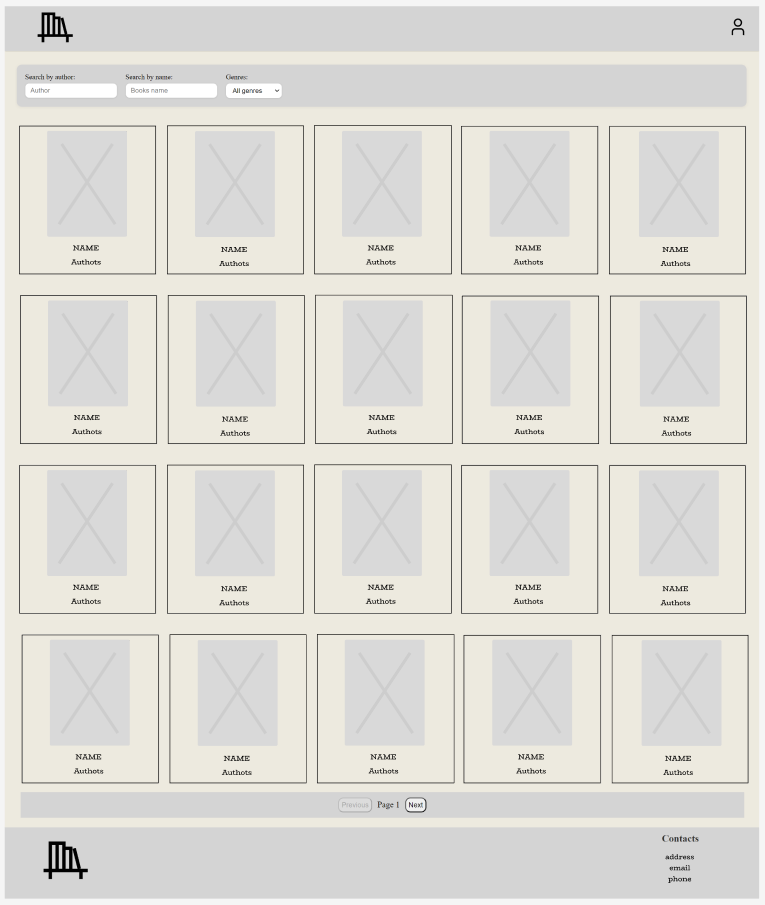 Search by author: Search by name: Genres:
Author Books name All genres
NAME NAME NAME NAME NAME
Authots Authots Authots Authots Authots
NAME NAME NAME NAME NAME
Authots Authots Authots Authots Authots
NAME NAME NAME NAME NAME
Authots Authots Authots Authots Authots
NAME NAME NAME NAME NAME
Authots Authots Authots Authots Authots
Previous Page 1 Next
Contacts
address
email
phone